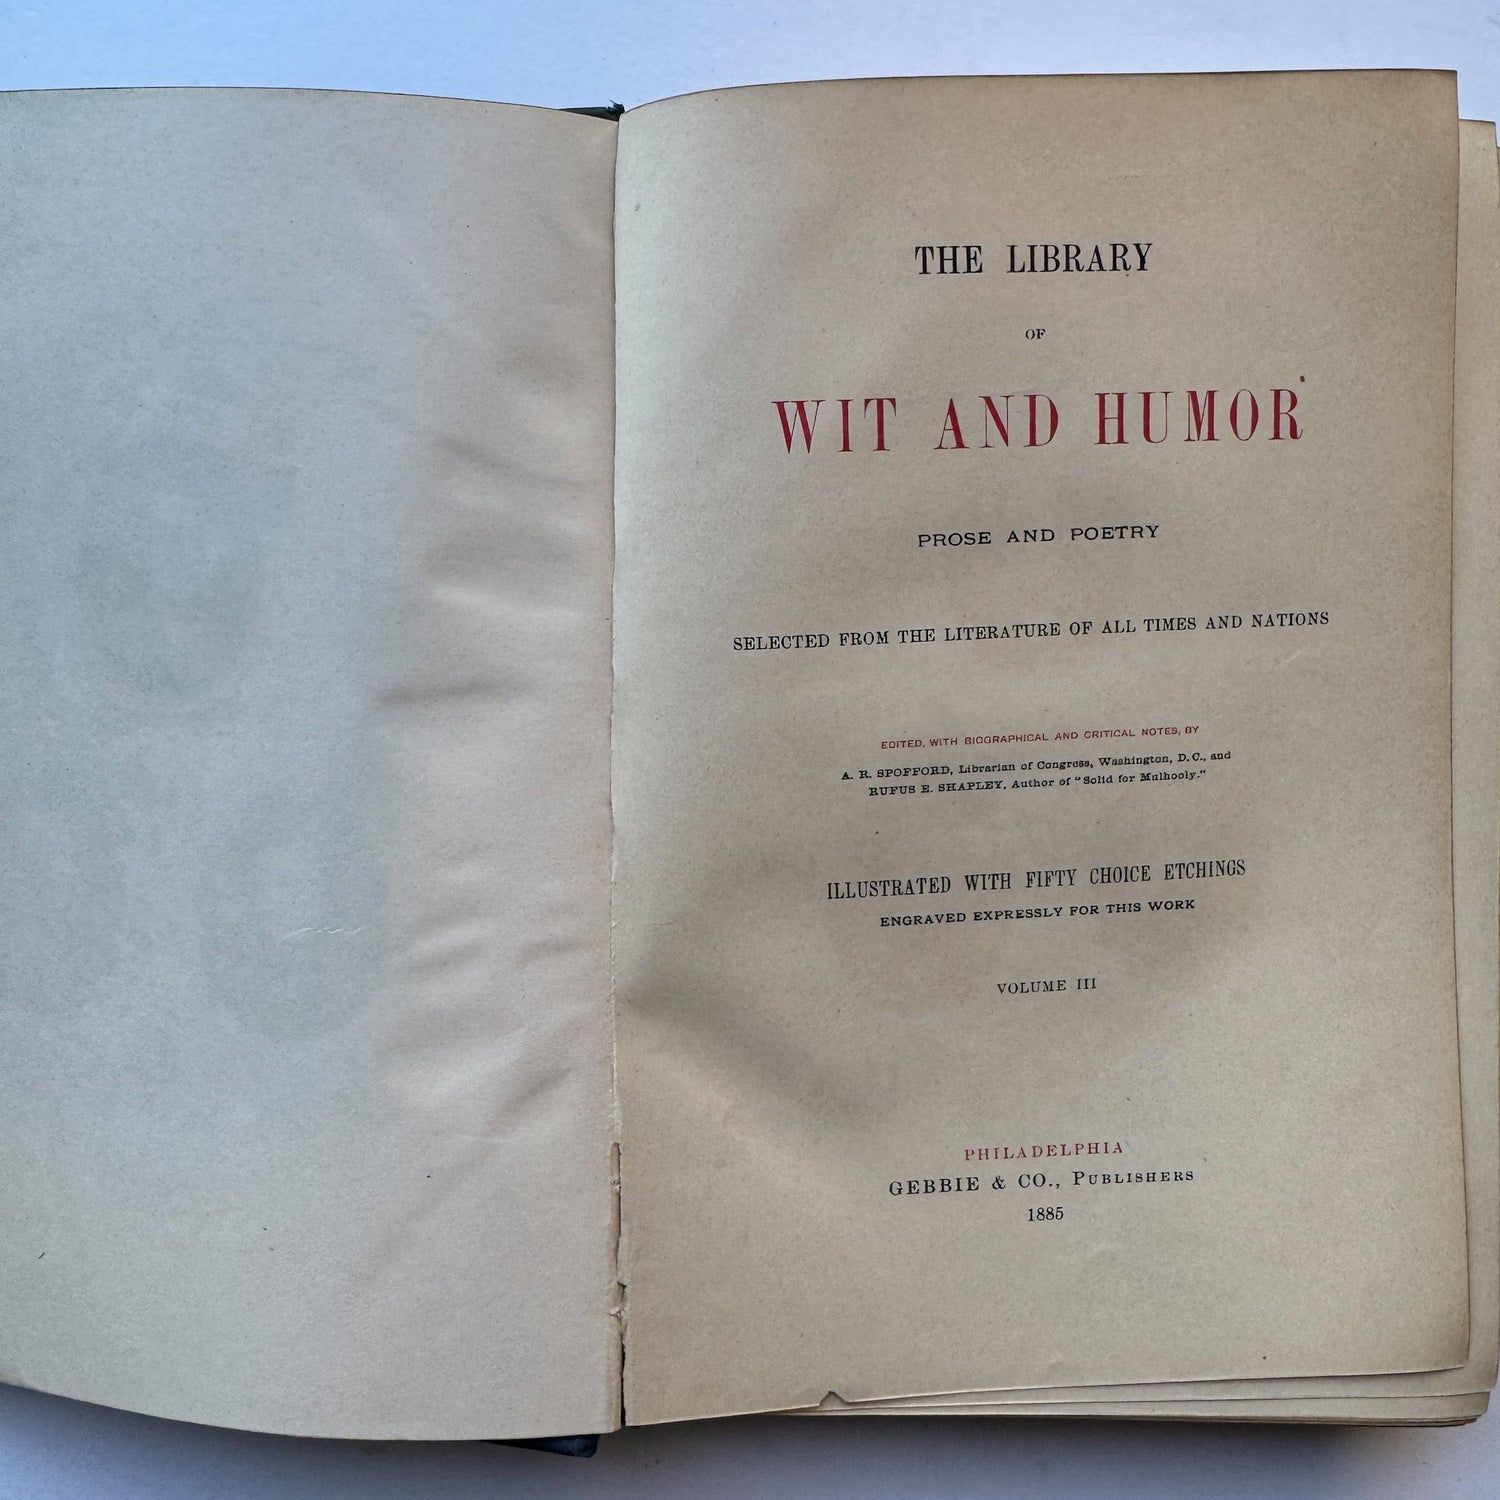 THE LIBRARY
OF
WIT AND HUMOR
PROSE AND POETRY
SELECTED FROM THE LITERATURE OF ALL TIMES AND NATIONS
EDITED, WITH BIOGRAPHICAL AND CRITICAL NOTES, BY
A. R. SPOFFORD, Librarian of Congress, Washington, D.C., and
RUFUS E. SHAPLEY, Author of "Solid for Mulhooly."
ILLUSTRATED WITH FIFTY CHOICE ETCHINGS
ENGRAVED EXPRESSLY FOR THIS WORK
VOLUME III
PHILADELPHIA
GEBBIE & CO., PUBLISHERS
1885